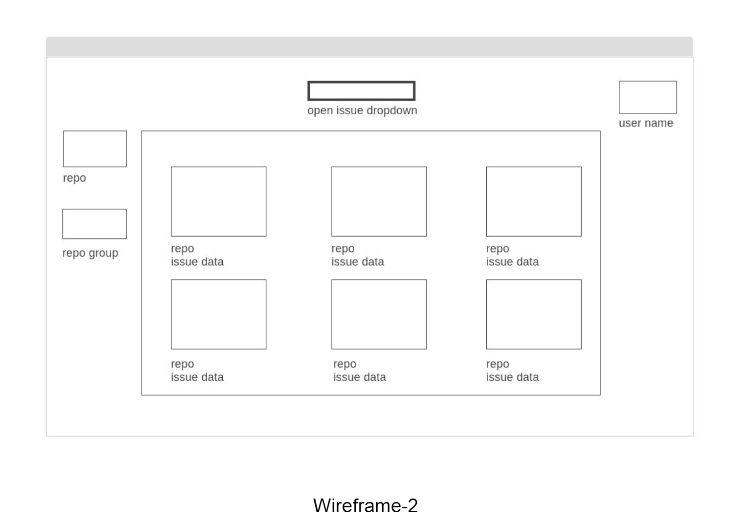 open issue dropdown
user name
repo
repo group
repo
issue data
repo
issue data
repo
issue data
repo
issue data
repo
issue data
repo
issue data
Wireframe-2